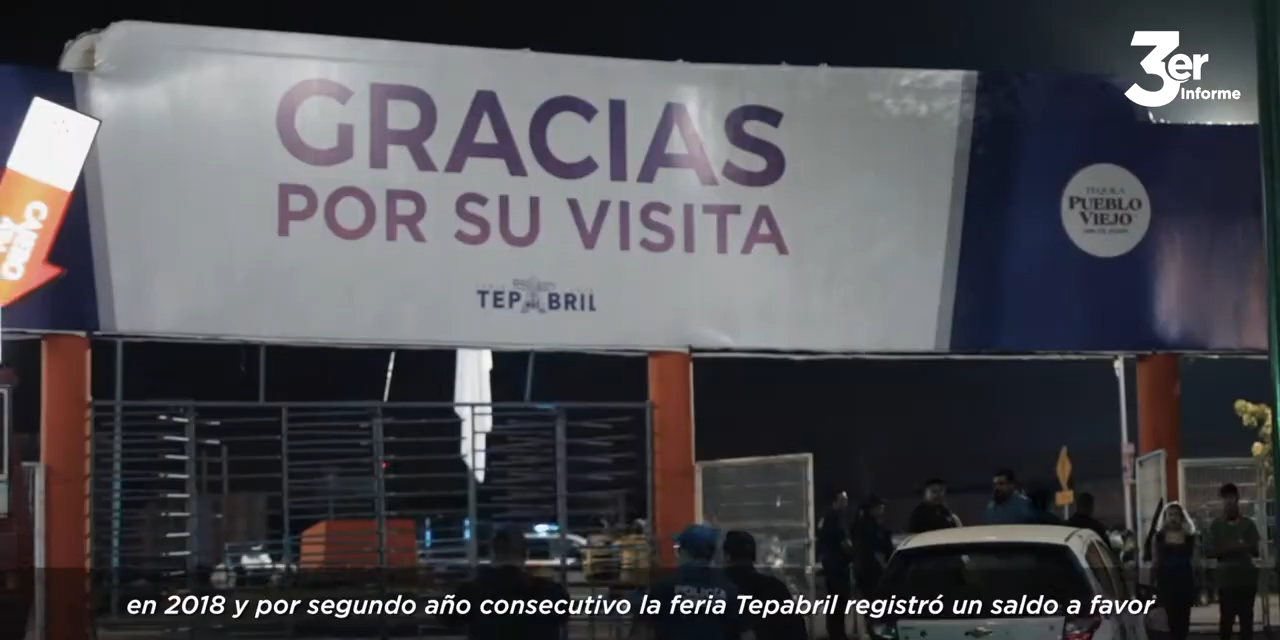 3er
Informe
GRACIAS
POR SU VISITA
TEPABRIL
TEQUILA
PUEBLO
VIEJO
POLICIA
en 2018 y por segundo año consecutivo la feria Tepabril registró un saldo a favor